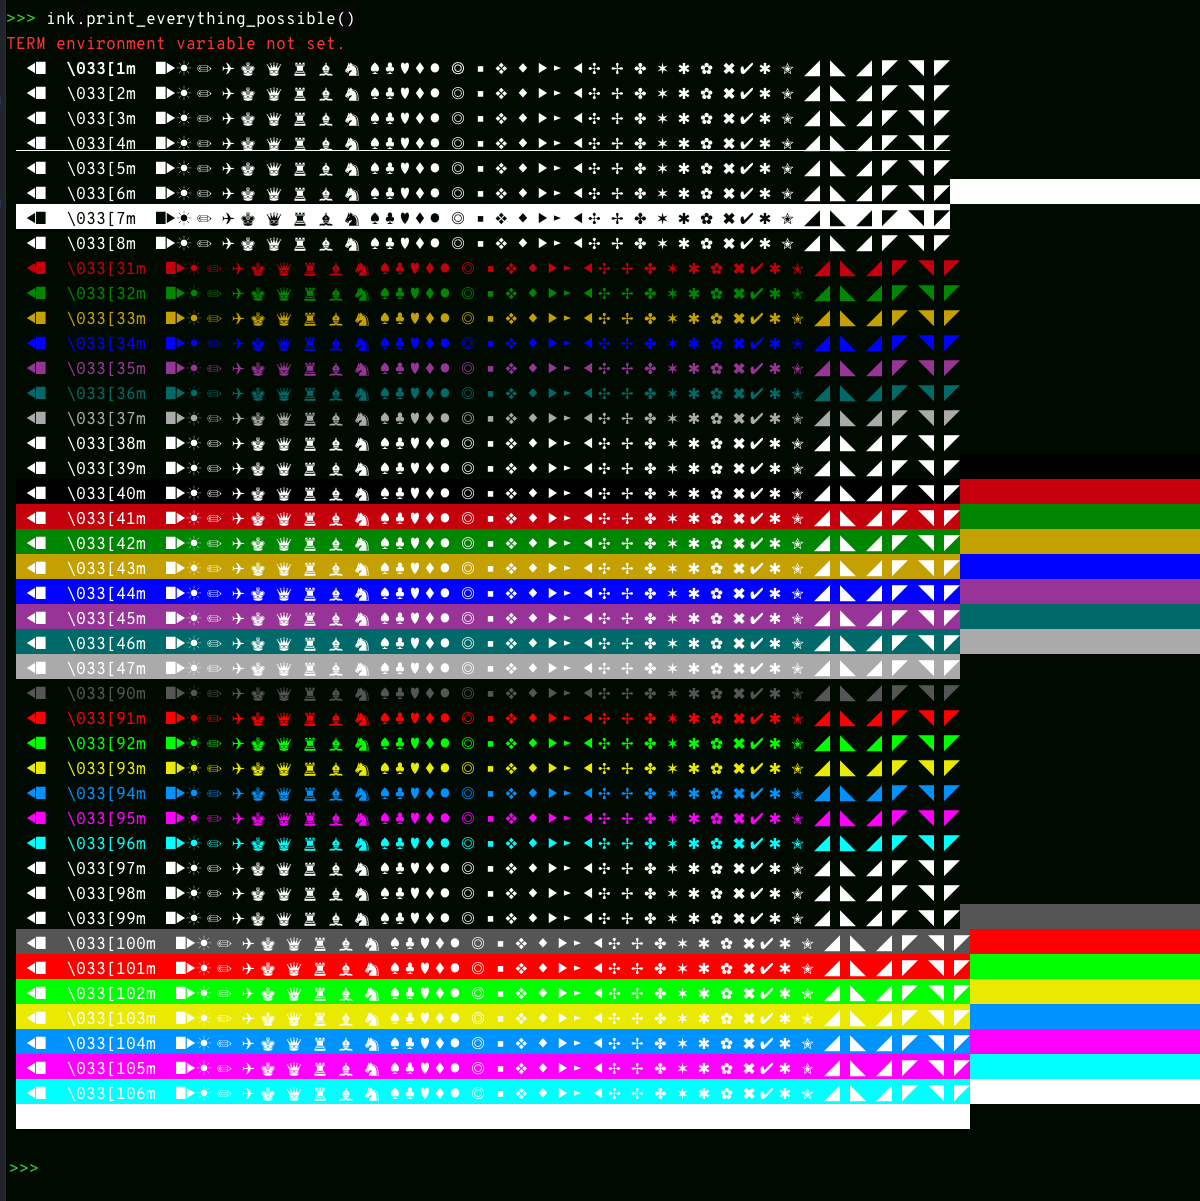 >>> ink.print_everything_possible()
TERM environment variable not set.
\033[1m
\033[2m
\033[3m
\033[4m
\033[5m
\033[6m
\033[7m
\033[8m
\033[31m
\033[32m
\033[33m
\033[34m
\033[35m
\033[36m
\033[37m
\033[38m
\033[39m
\033[40m
\033[41m
\033[42m
\033[43m
\033[44m
\033[45m
\033[46m
\033[47m
\033[90m
\033[91m
\033[92m
\033[93m
\033[94m
\033[95m
\033[96m
\033[97m
\033[98m
\033[99m
\033[100m
\033[101m
\033[102m
\033[103m
\033[104m
\033[105m
\033[106m
>>>